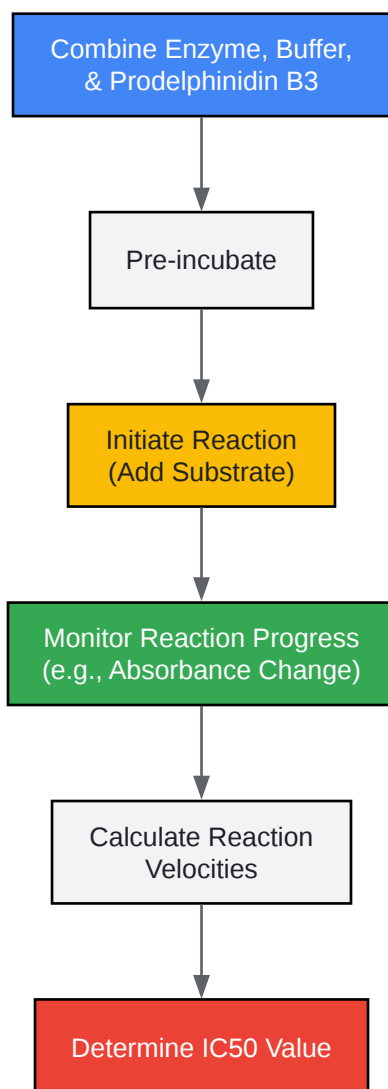 Combine Enzyme, Buffer,
& Prodelphinidin B3
Pre-incubate
Initiate Reaction
(Add Substrate)
Monitor Reaction Progress
(e.g., Absorbance Change)
Calculate Reaction
Velocities
Determine IC50 Value